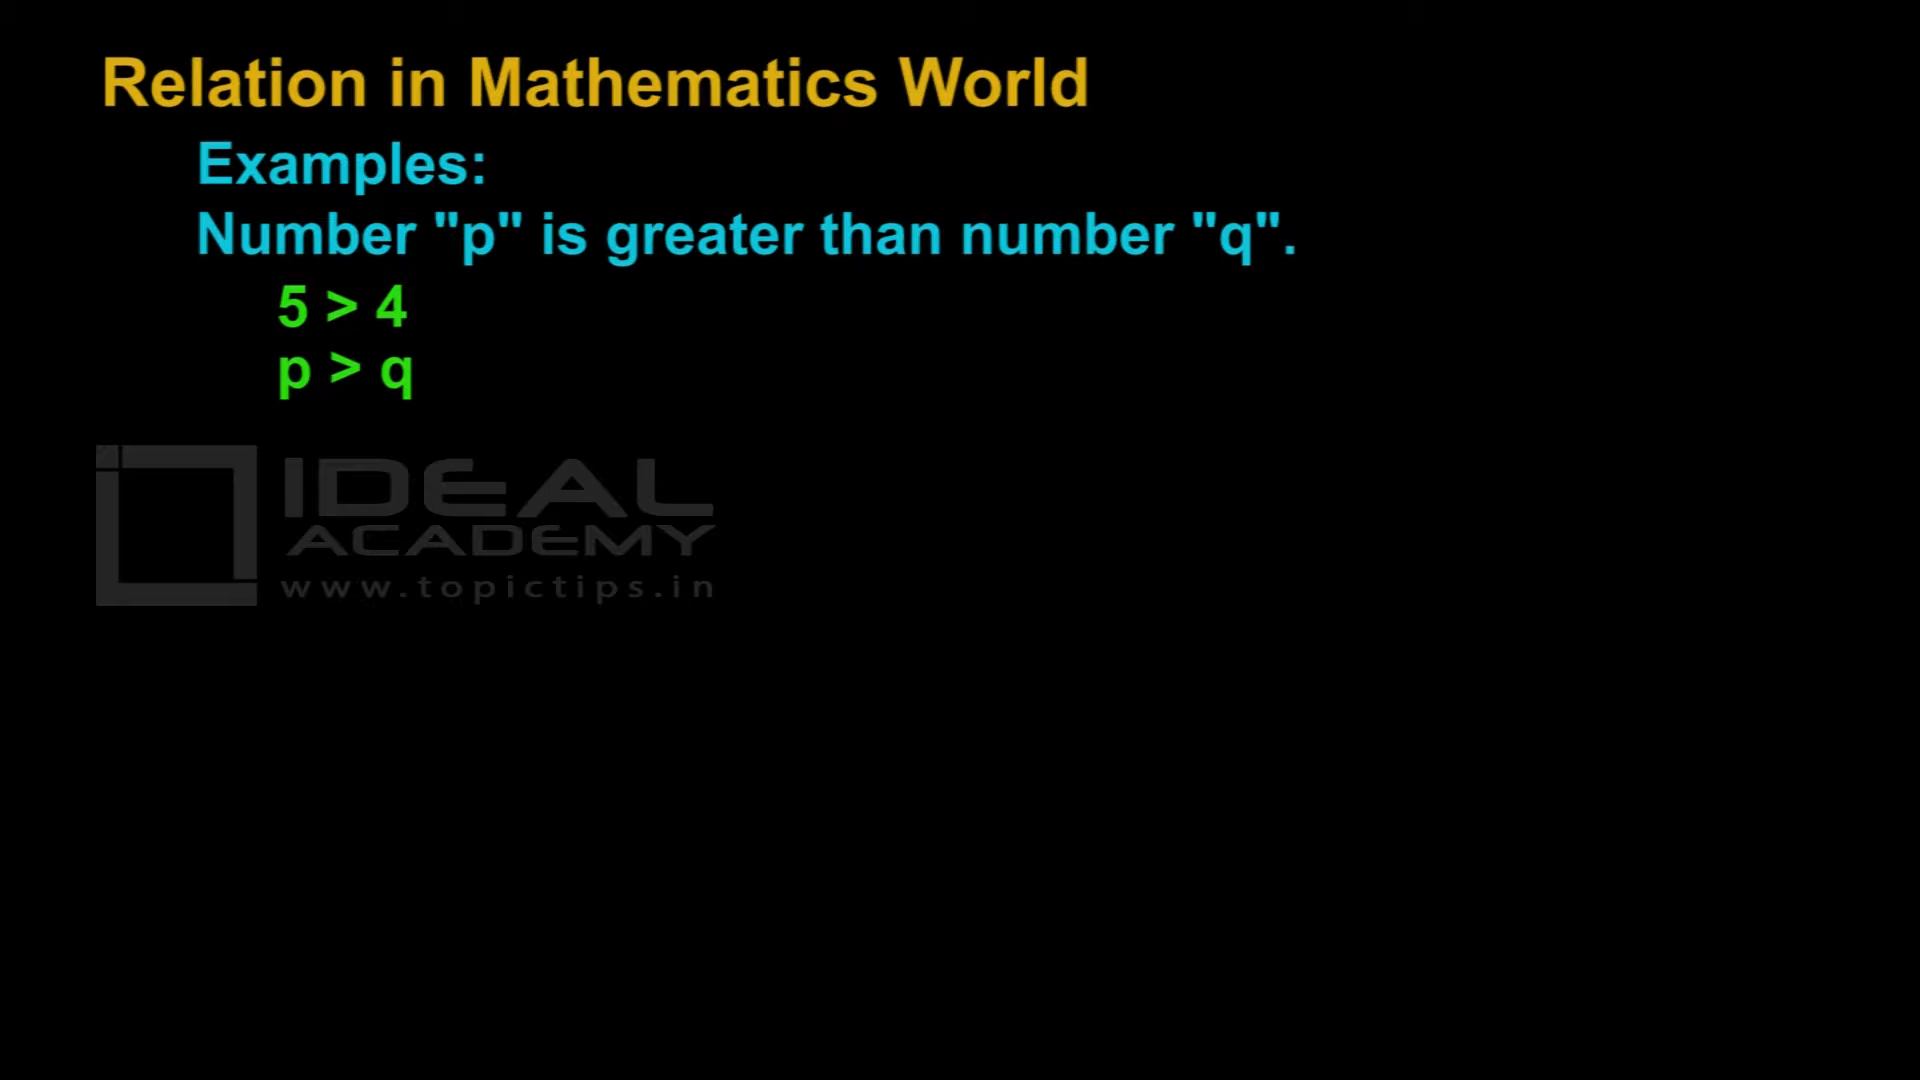 Relation in Mathematics World
Examples:
Number "p" is greater than number "q".
5 > 4
p > q
IDEAL
ACADEMY
www.topictips.in